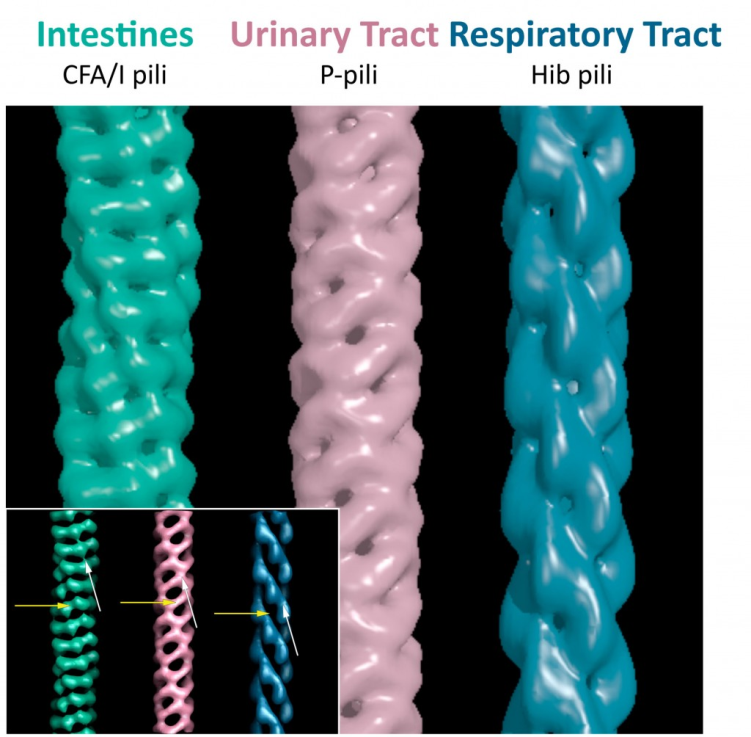 Intestines Urinary Tract Respiratory Tract
CFA/I pili P-pili Hib pili